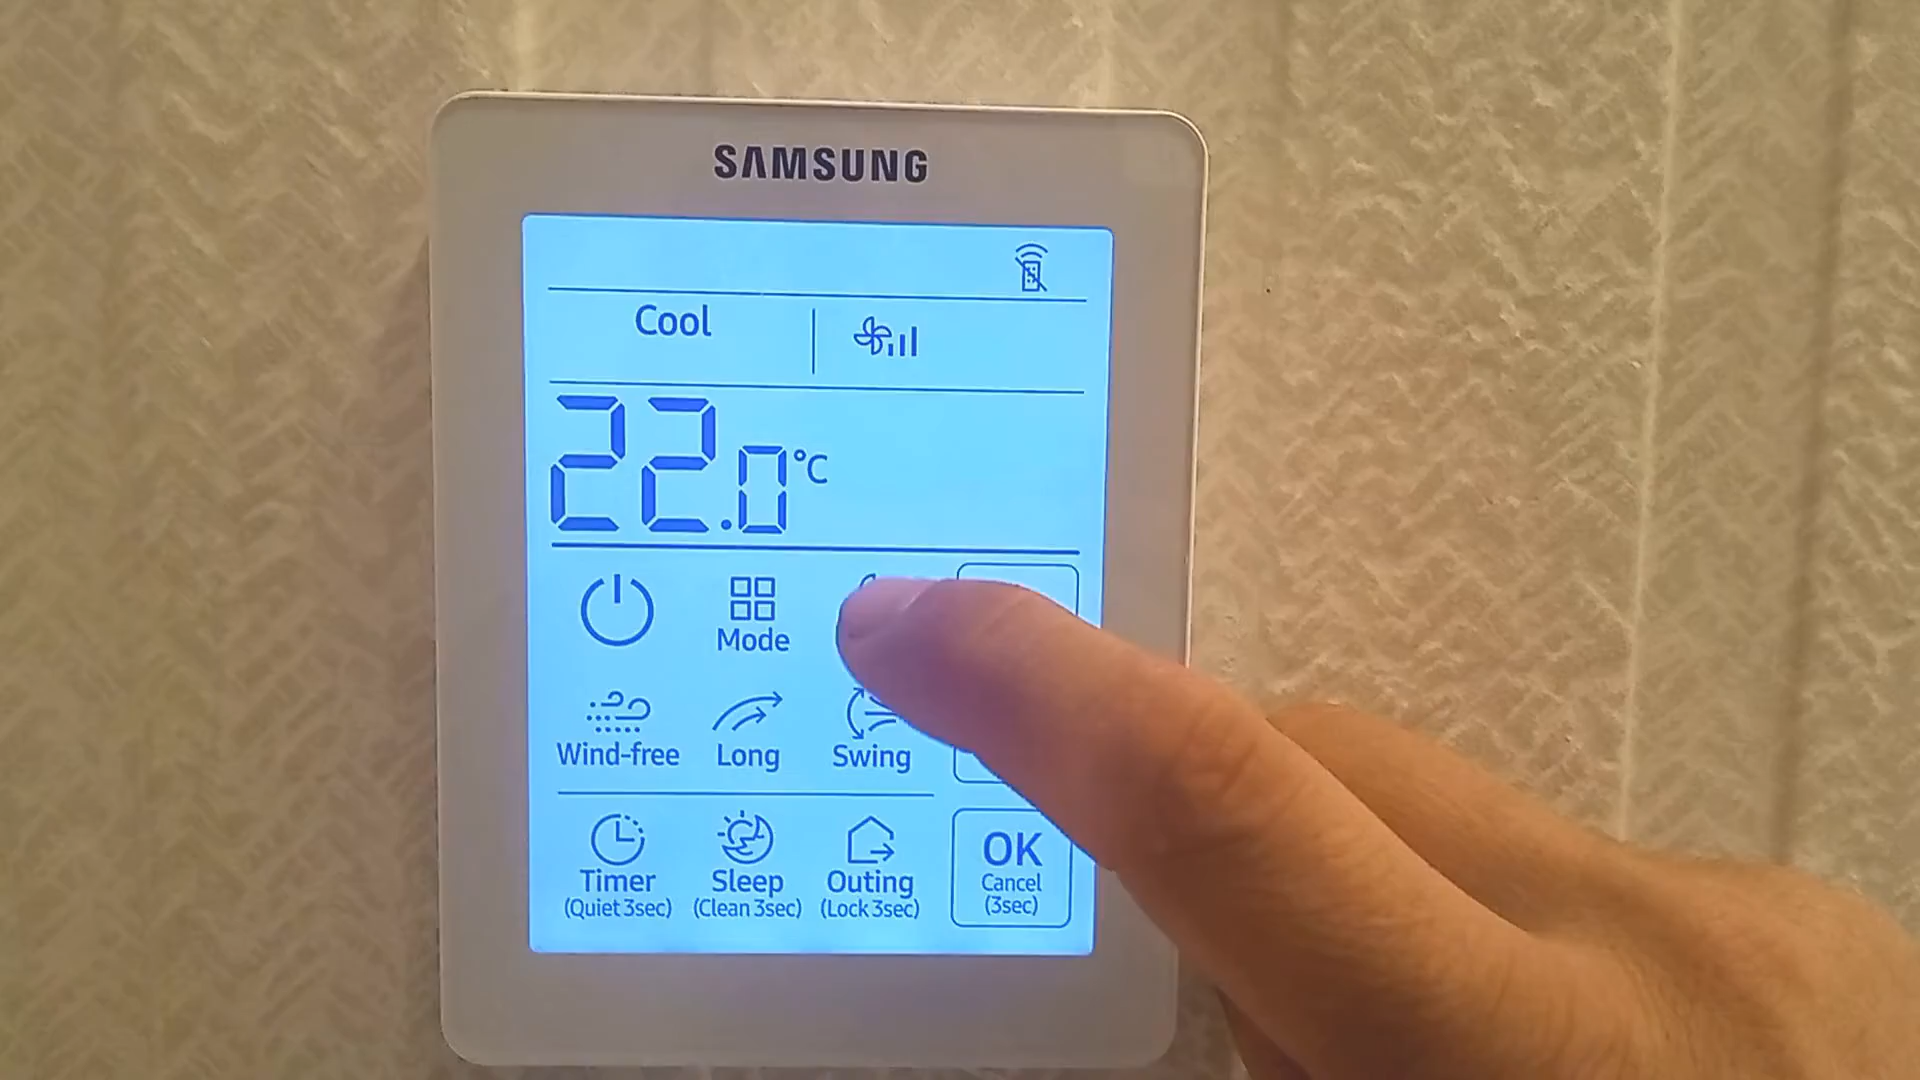 SAMSUNG
Cool
22.0°C
Mode
Wind-free Long Swing
Timer Sleep Outing OK
(Quiet 3sec) (Clean 3sec) (Lock 3sec) Cancel
(3sec)